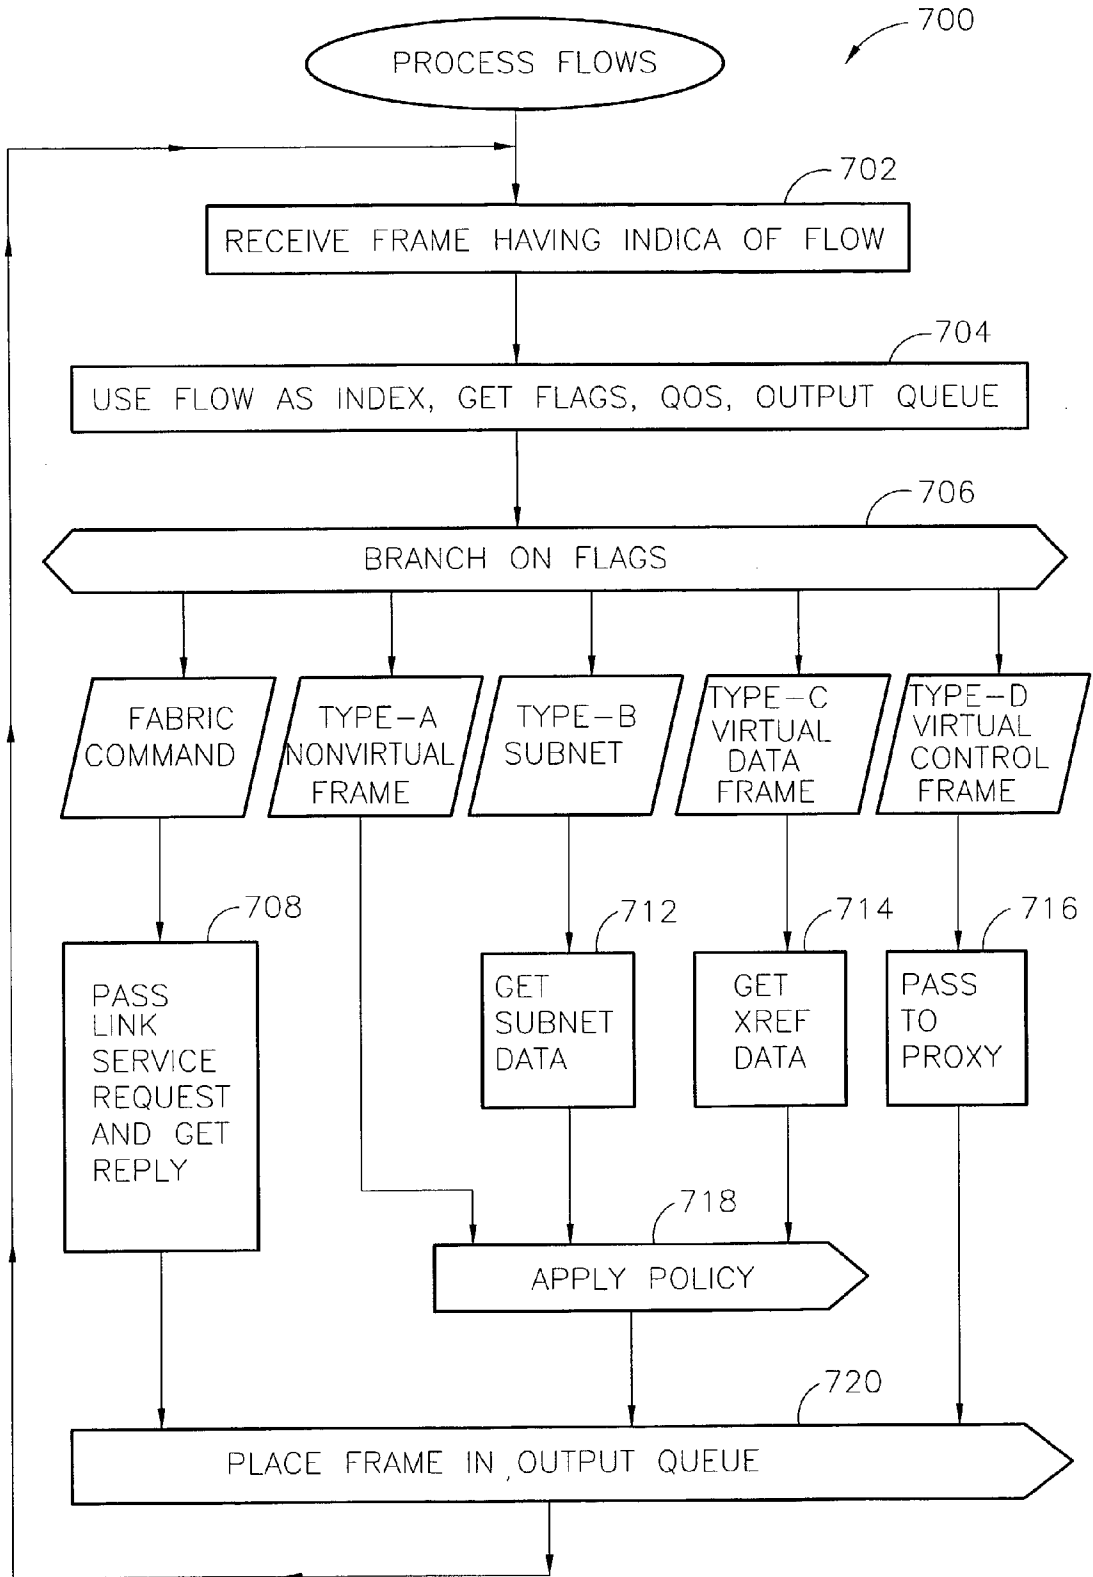 700
PROCESS FLOWS
702
RECEIVE FRAME HAVING INDICA OF FLOW
704
USE FLOW AS INDEX, GET FLAGS, QOS, OUTPUT QUEUE
706
BRANCH ON FLAGS
FABRIC
COMMAND
TYPE-A
NONVIRTUAL
FRAME
TYPE-B
SUBNET
TYPE-C
VIRTUAL
DATA
FRAME
TYPE-D
VIRTUAL
CONTROL
FRAME
708
PASS
LINK
SERVICE
REQUEST
AND GET
REPLY
712
GET
SUBNET
DATA
714
GET
XREF
DATA
716
PASS
TO
PROXY
718
APPLY POLICY
720
PLACE FRAME IN OUTPUT QUEUE